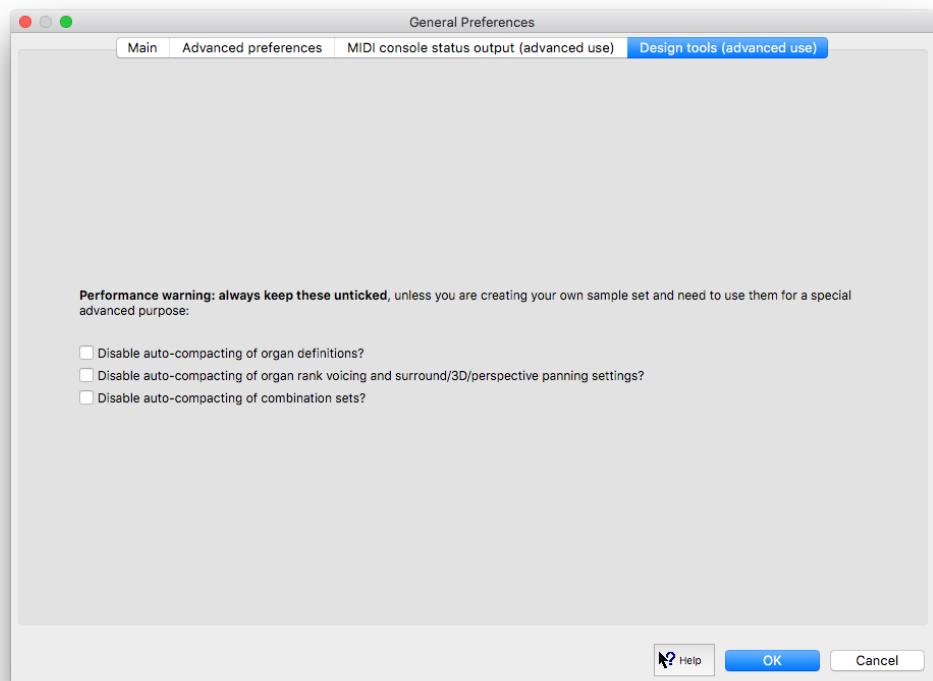 General Preferences
Main
Advanced preferences
MIDI console status output (advanced use)
Design tools (advanced use)
Performance warning: always keep these unticked, unless you are creating your own sample set and need to use them for a special
advanced purpose:
Disable auto-compacting of organ definitions?
Disable auto-compacting of organ rank voicing and surround/3D/perspective panning settings?
Disable auto-compacting of combination sets?
Help
OK
Cancel